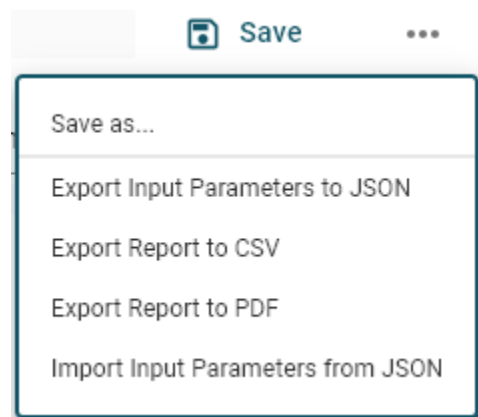 Save
Save as...
Export Input Parameters to JSON
Export Report to CSV
Export Report to PDF
Import Input Parameters from JSON